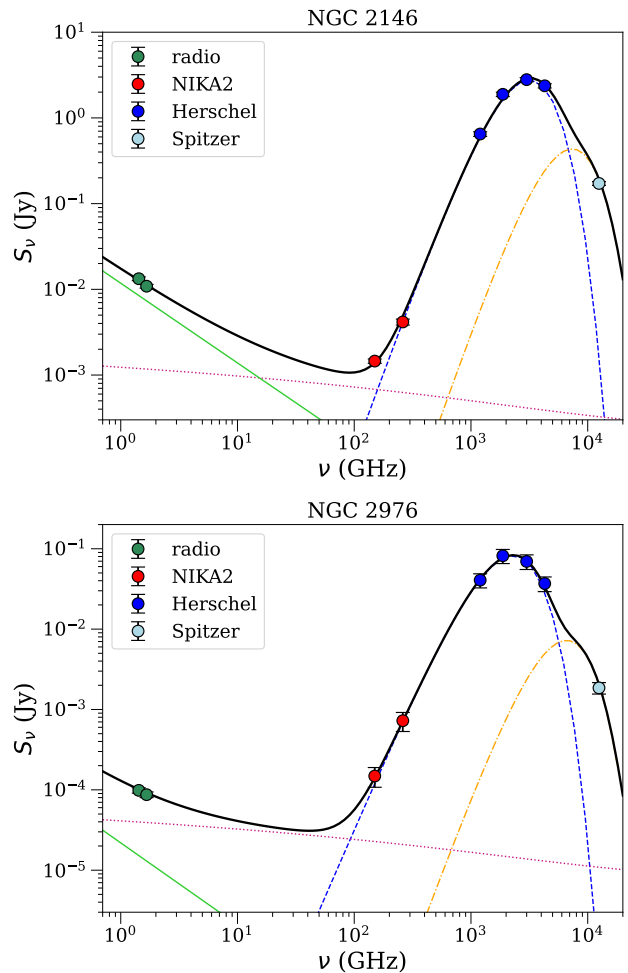 NGC 2146
S_ν (Jy)
10^1
10^0
10^−1
10^−2
10^−3
radio
NIKA2
Herschel
Spitzer
10^0 10^1 10^2 10^3 10^4
ν (GHz)
NGC 2976
S_ν (Jy)
10^−1
10^−2
10^−3
10^−4
10^−5
radio
NIKA2
Herschel
Spitzer
10^0 10^1 10^2 10^3 10^4
ν (GHz)